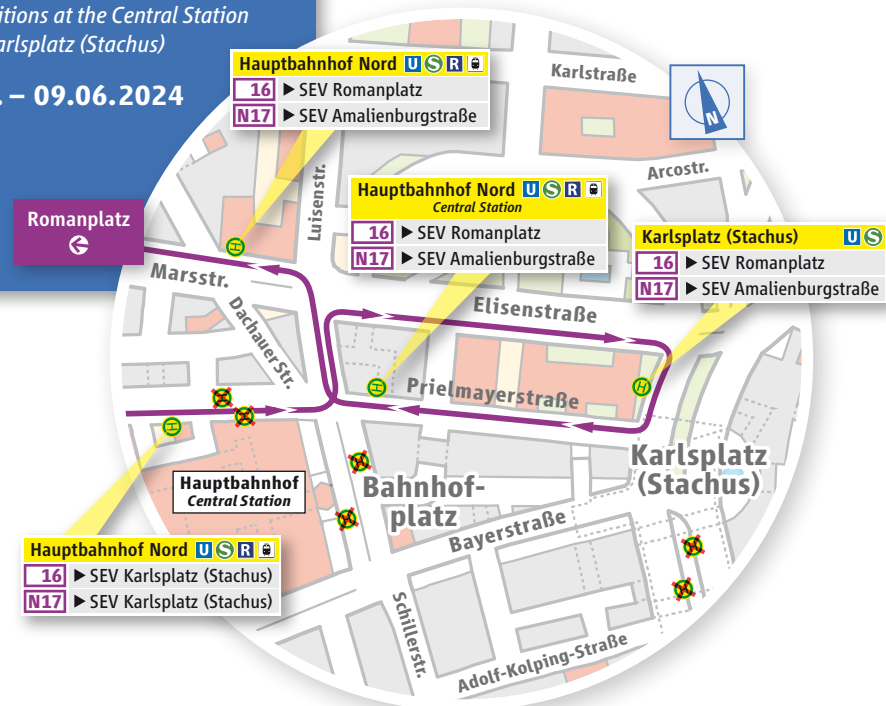 itions at the Central Station
arlsplatz (Stachus)
. – 09.06.2024
Romanplatz
Hauptbahnhof Nord U S R
16 ► SEV Romanplatz
N17 ► SEV Amalienburgstraße
Karlstraße
N
Arcostr.
Luisenstr.
Hauptbahnhof Nord U S R
Central Station
16 ► SEV Romanplatz
N17 ► SEV Amalienburgstraße
Karlsplatz (Stachus) U S
16 ► SEV Romanplatz
N17 ► SEV Amalienburgstraße
Marsstr.
Dachauer Str.
Elisenstraße
Prielmayerstraße
H
H
H
H
H
H
H
H
H
H
Hauptbahnhof
Central Station
Bahnhof-
platz
Karlsplatz
(Stachus)
Bayerstraße
Hauptbahnhof Nord U S R
16 ► SEV Karlsplatz (Stachus)
N17 ► SEV Karlsplatz (Stachus)
Schillerstr.
Adolf-Kolping-Straße